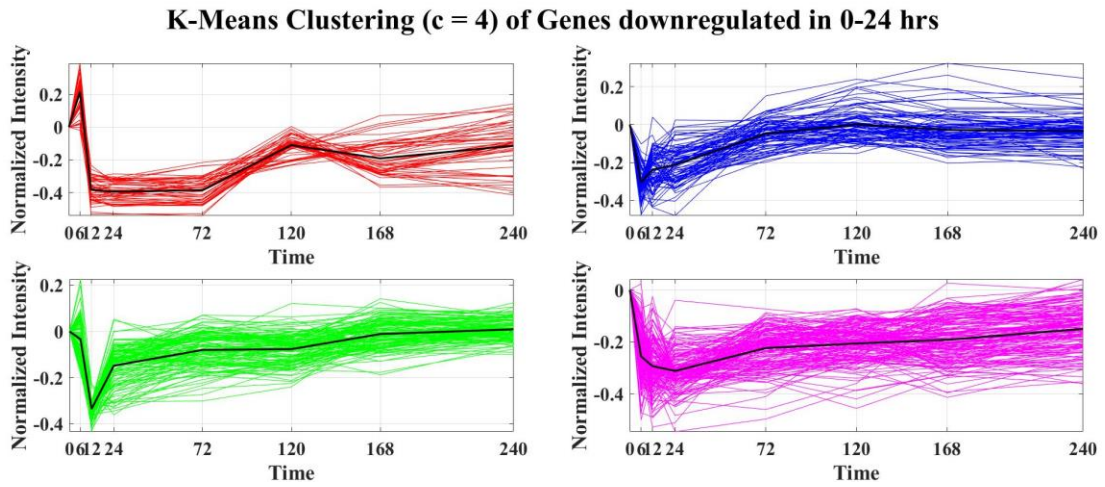 K-Means Clustering (c = 4) of Genes downregulated in 0-24 hrs
Normalized Intensity
0.2
0
-0.2
-0.4
0 6 12 24 72 120 168 240
Time
Normalized Intensity
0.2
0
-0.2
-0.4
0 6 12 24 72 120 168 240
Time
Normalized Intensity
0.2
0
-0.2
-0.4
0 6 12 24 72 120 168 240
Time
Normalized Intensity
0
-0.2
-0.4
0 6 12 24 72 120 168 240
Time